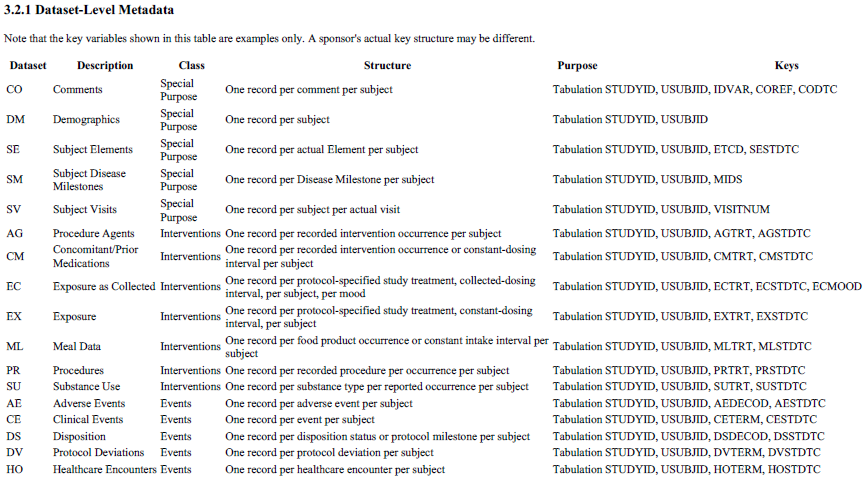 3.2.1 Dataset-Level Metadata
Note that the key variables shown in this table are examples only. A sponsor's actual key structure may be different.
Dataset Description Class Structure Purpose Keys
CO Comments Special Purpose One record per comment per subject Tabulation STUDYID, USUBJID, IDVAR, COREF, CODTC
DM Demographics Special Purpose One record per subject Tabulation STUDYID, USUBJID
SE Subject Elements Special Purpose One record per actual Element per subject Tabulation STUDYID, USUBJID, ETCD, SESTDTC
SM Subject Disease Milestones Special Purpose One record per Disease Milestone per subject Tabulation STUDYID, USUBJID, MIDS
SV Subject Visits Special Purpose One record per subject per actual visit Tabulation STUDYID, USUBJID, VISITNUM
AG Procedure Agents Interventions One record per recorded intervention occurrence per subject Tabulation STUDYID, USUBJID, AGTRT, AGSTDTC
CM Concomitant/Prior Medications Interventions One record per recorded intervention occurrence or constant-dosing interval per subject Tabulation STUDYID, USUBJID, CMTRT, CMSTDTC
EC Exposure as Collected Interventions One record per protocol-specified study treatment, collected-dosing interval, per subject, per mood Tabulation STUDYID, USUBJID, ECTRT, ECSTDTC, ECMOOD
EX Exposure Interventions One record per protocol-specified study treatment, constant-dosing interval, per subject Tabulation STUDYID, USUBJID, EXTRT, EXSTDTC
ML Meal Data Interventions One record per food product occurrence or constant intake interval per subject Tabulation STUDYID, USUBJID, MLTRT, MLSTDTC
PR Procedures Interventions One record per recorded procedure per occurrence per subject Tabulation STUDYID, USUBJID, PRTRT, PRSTDTC
SU Substance Use Interventions One record per substance type per reported occurrence per subject Tabulation STUDYID, USUBJID, SUTRT, SUSTDTC
AE Adverse Events Events One record per adverse event per subject Tabulation STUDYID, USUBJID, AEDECOD, AESTDTC
CE Clinical Events Events One record per event per subject Tabulation STUDYID, USUBJID, CETERM, CESTDTC
DS Disposition Events One record per disposition status or protocol milestone per subject Tabulation STUDYID, USUBJID, DSDECOD, DSSTDTC
DV Protocol Deviations Events One record per protocol deviation per subject Tabulation STUDYID, USUBJID, DVTERM, DVSTDTC
HO Healthcare Encounters Events One record per healthcare encounter per subject Tabulation STUDYID, USUBJID, HOTERM, HOSTDTC